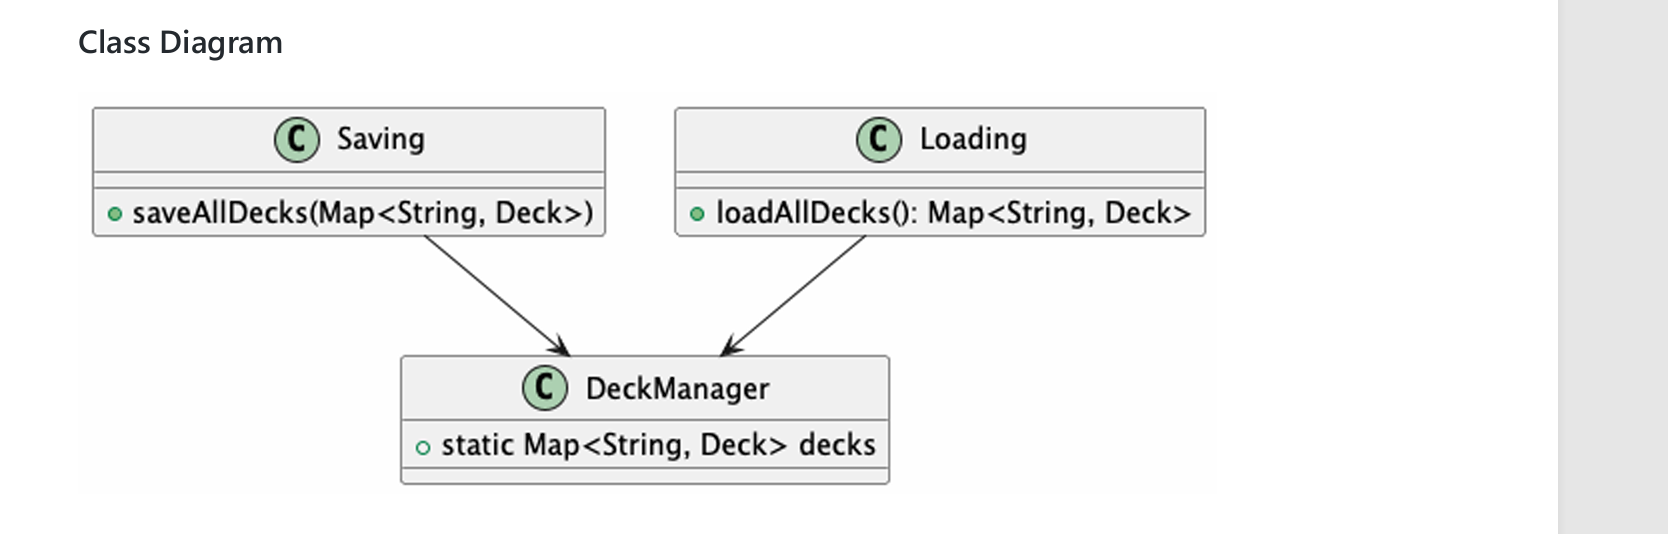 Class Diagram
C Saving
saveAllDecks(Map<String, Deck>)
C Loading
loadAllDecks(): Map<String, Deck>
C DeckManager
static Map<String, Deck> decks